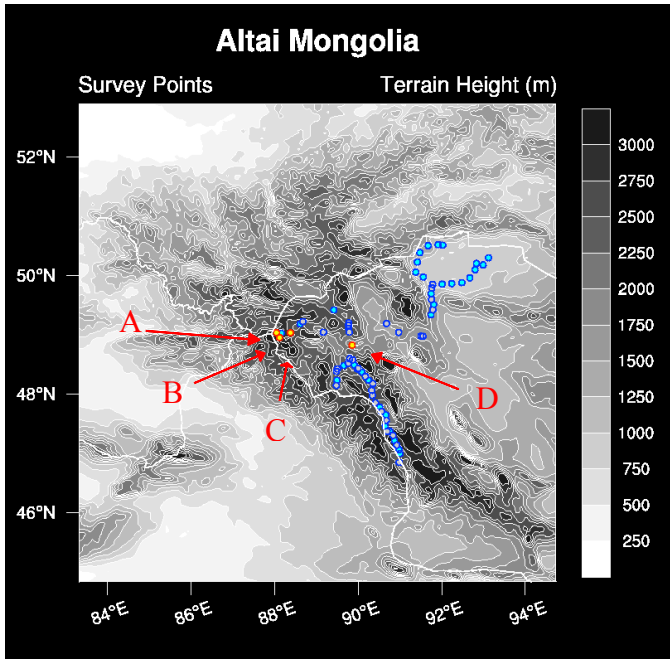 Altai Mongolia
Survey Points Terrain Height (m)
52°N
50°N
48°N
46°N
84°E 86°E 88°E 90°E 92°E 94°E
3000
2750
2500
2250
2000
1750
1500
1250
1000
750
500
250
A
B
C
D